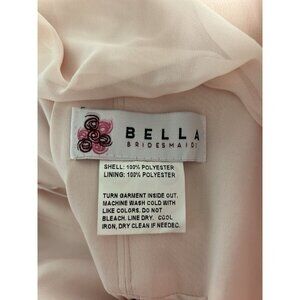 BELLA
BRIDESMAIDS
SHELL: 100% POLYESTER
LINING: 100% POLYESTER
TURN GARMENT INSIDE OUT,
MACHINE WASH COLD WITH
LIKE COLORS. DO NOT
BLEACH. LINE DRY. COOL
IRON, DRY CLEAN IF NEEDED.